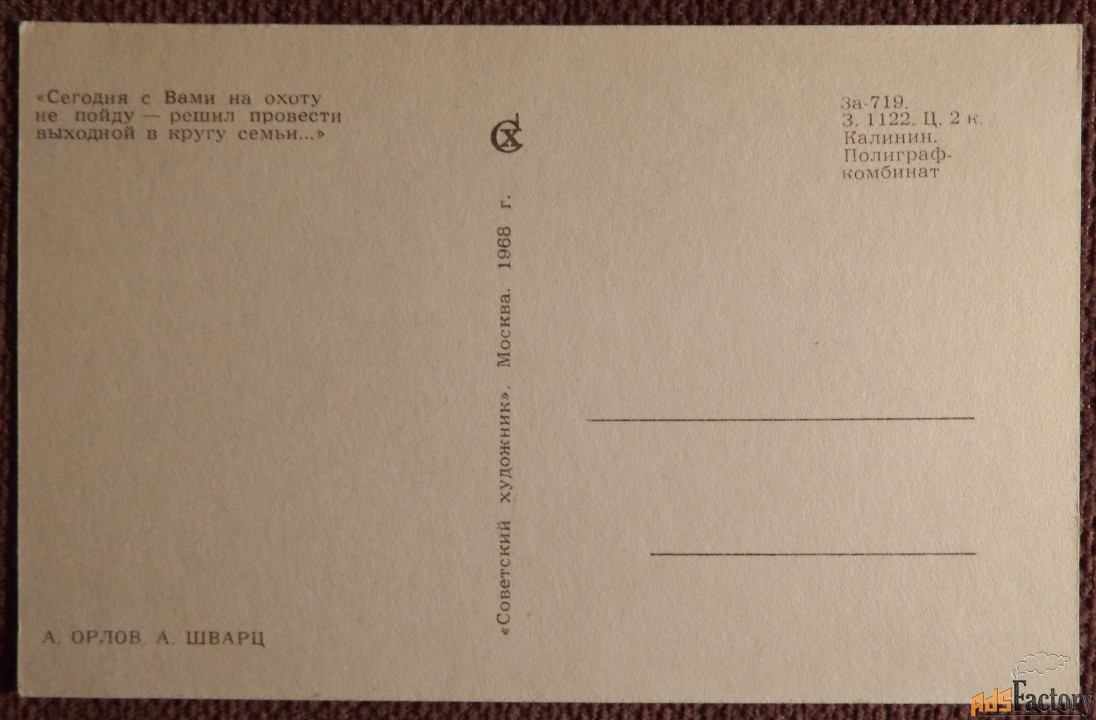 «Сегодня с Вами на охоту
не пойду — решил провести
выходной в кругу семьи...»
А. ОРЛОВ А. ШВАРЦ
СХ
«Советский художник». Москва. 1968 г.
За-719.
З. 1122. Ц. 2 к.
Калинин.
Полиграф-
комбинат
adsFactory